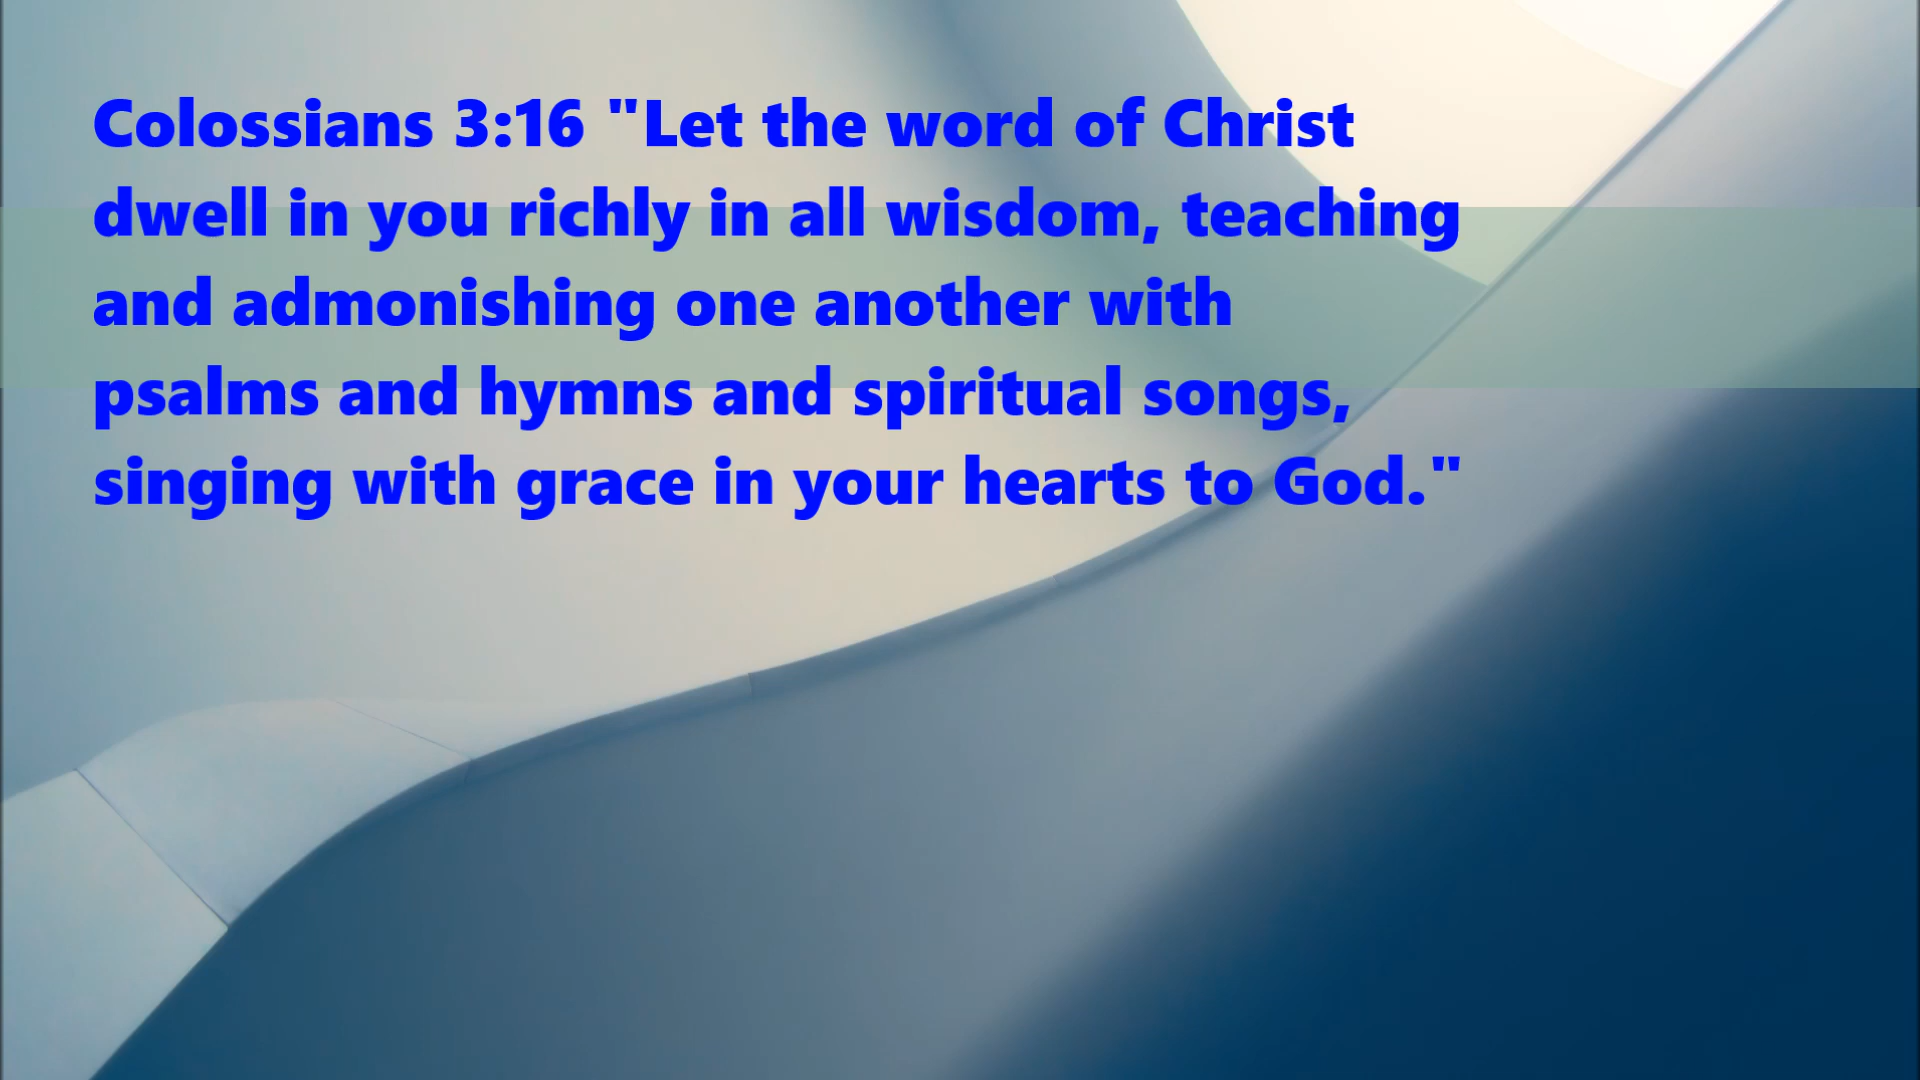 Colossians 3:16 "Let the word of Christ
dwell in you richly in all wisdom, teaching
and admonishing one another with
psalms and hymns and spiritual songs,
singing with grace in your hearts to God."